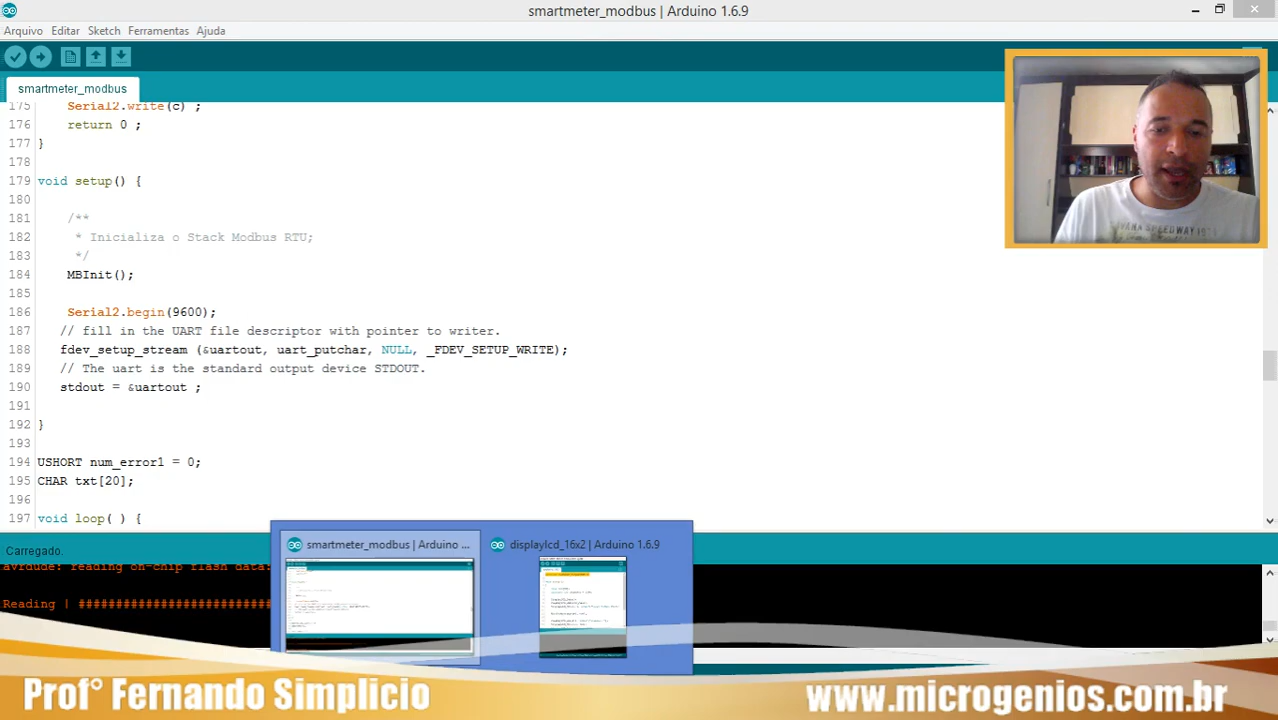 smartmeter_modbus | Arduino 1.6.9
Arquivo Editar Sketch Ferramentas Ajuda
smartmeter_modbus
175 Serial2.write(c) ;
176 return 0 ;
177 }
178
179 void setup() {
180
181 /**
182 * Inicializa o Stack Modbus RTU;
183 */
184 MBInit();
185
186 Serial2.begin(9600);
187 // fill in the UART file descriptor with pointer to writer.
188 fdev_setup_stream (&uartout, uart_putchar, NULL, _FDEV_SETUP_WRITE);
189 // The uart is the standard output device STDOUT.
190 stdout = &uartout ;
191
192 }
193
194 USHORT num_error1 = 0;
195 CHAR txt[20];
196
197 void loop( ) {
smartmeter_modbus | Arduino ...
displaylcd_16x2 | Arduino 1.6.9
Carregado.
avrdude: reading on-chip flash data:
Reading | ##########################
Prof° Fernando Simplicio
www.microgenios.com.br